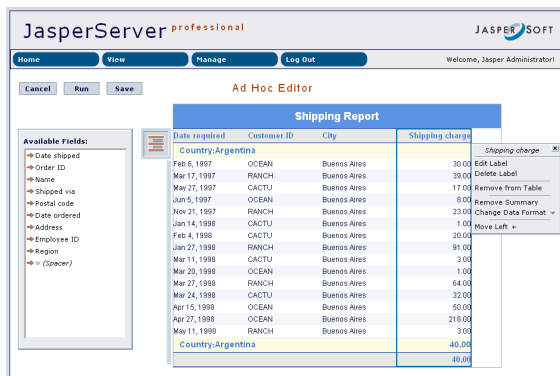 JasperServer professional
JASPERSOFT
Home View Manage Log Out Welcome, Jasper Administrator!
Cancel Run Save Ad Hoc Editor
Shipping Report
Available Fields:
Date shipped
Order ID
Name
Shipped via
Postal code
Date ordered
Address
Employee ID
Region
(Spacer)
Date required Customer ID City Shipping charge
Country:Argentina
Feb 6, 1997 OCEAN Buenos Aires 30.00
Mar 17, 1997 RANCH Buenos Aires 39.00
May 27, 1997 CACTU Buenos Aires 17.00
Jun 5, 1997 OCEAN Buenos Aires 8.00
Nov 21, 1997 RANCH Buenos Aires 23.00
Jan 14, 1998 CACTU Buenos Aires 1.00
Feb 4, 1998 CACTU Buenos Aires 20.00
Jan 27, 1998 RANCH Buenos Aires 91.00
Mar 11, 1998 CACTU Buenos Aires 3.00
Mar 20, 1998 OCEAN Buenos Aires 1.00
Mar 27, 1998 RANCH Buenos Aires 64.00
Mar 24, 1998 CACTU Buenos Aires 32.00
Apr 15, 1998 OCEAN Buenos Aires 50.00
Apr 27, 1998 OCEAN Buenos Aires 218.00
May 11, 1998 RANCH Buenos Aires 3.00
Country:Argentina 40.00
40.00
Shipping charge
Edit Label
Delete Label
Remove from Table
Remove Summary
Change Data Format
Move Left